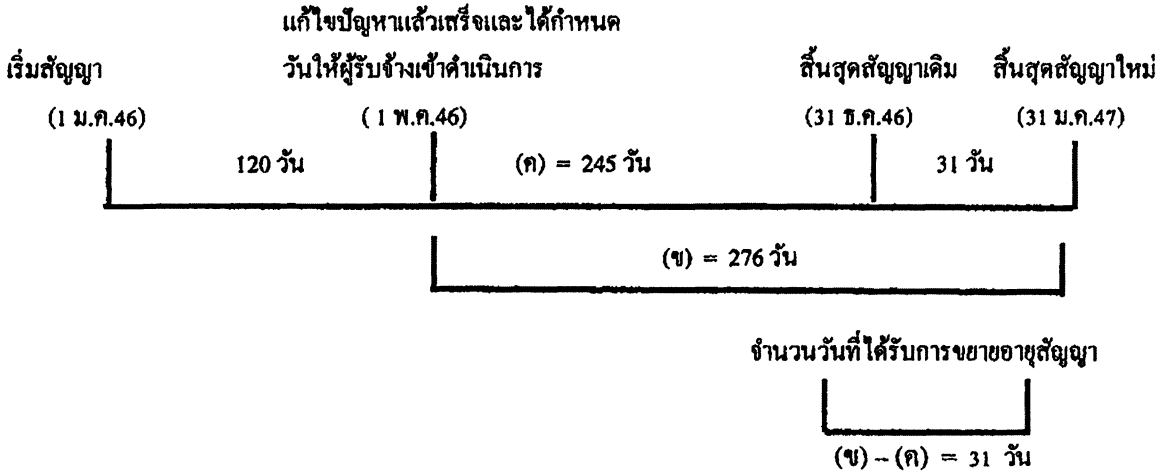 แก้ไขปัญหาแล้วเสร็จและได้กำหนด
เริ่มสัญญา วันให้ผู้รับจ้างเข้าดำเนินการ สิ้นสุดสัญญาเดิม สิ้นสุดสัญญาใหม่
(1 ม.ค.46) ( 1 พ.ค.46) (31 ธ.ค.46) (31 ม.ค.47)
120 วัน (ค) = 245 วัน 31 วัน
(ข) = 276 วัน
จำนวนวันที่ได้รับการขยายอายุสัญญา
(ข) – (ค) = 31 วัน